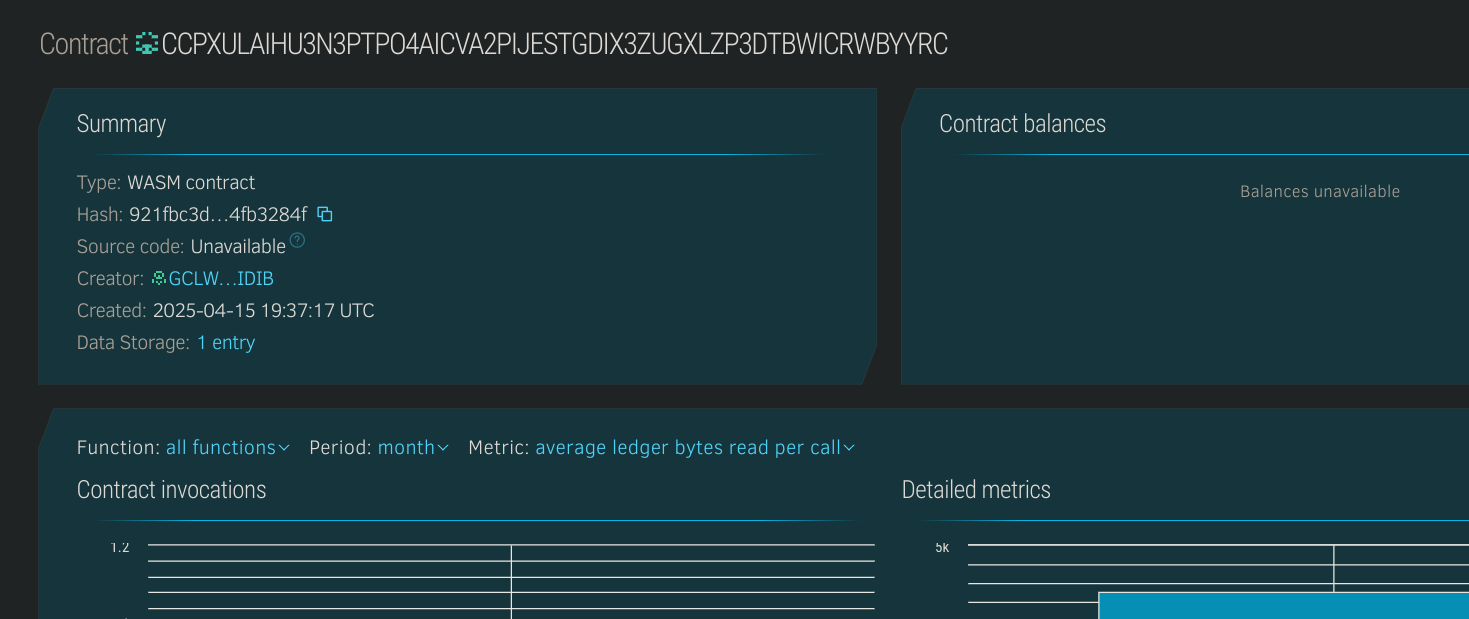 Contract CCPXULAIHU3N3PTPO4AICVA2PIJESTGDIX3ZUGXLZP3DTBWICRWBYYRC
Summary
Type: WASM contract
Hash: 921fbc3d...4fb3284f
Source code: Unavailable ?
Creator: GCLW...IDIB
Created: 2025-04-15 19:37:17 UTC
Data Storage: 1 entry
Contract balances
Balances unavailable
Function: all functions Period: month Metric: average ledger bytes read per call
Contract invocations
1.2
Detailed metrics
5k